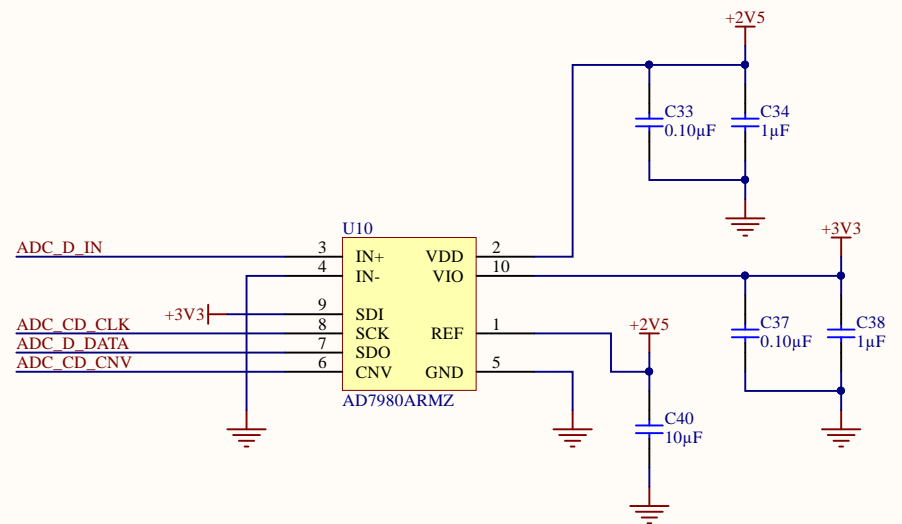 +2V5
C33
0.10µF
C34
1µF
U10
ADC_D_IN 3 IN+ VDD 2
4 IN- VIO 10
+3V3
+3V3 9 SDI
ADC_CD_CLK 8 SCK REF 1
+2V5
ADC_D_DATA 7 SDO
ADC_CD_CNV 6 CNV GND 5
C37
0.10µF
C38
1µF
AD7980ARMZ
C40
10µF